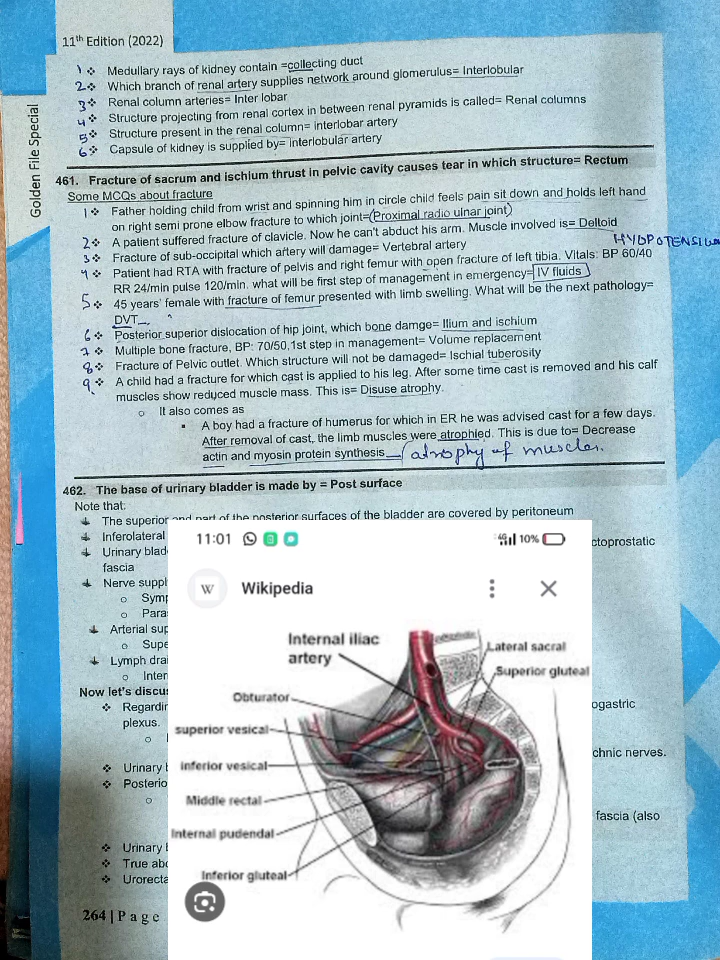 11th Edition (2022)
Golden File Special
1 ❖ Medullary rays of kidney contain =collecting duct
2 ❖ Which branch of renal artery supplies network around glomerulus= Interlobular
3 ❖ Renal column arteries= Inter lobar
4 ❖ Structure projecting from renal cortex in between renal pyramids is called= Renal columns
5 ❖ Structure present in the renal column= interlobar artery
6 ❖ Capsule of kidney is supplied by= interlobular artery
461. Fracture of sacrum and ischium thrust in pelvic cavity causes tear in which structure= Rectum
Some MCQs about fracture
1 ❖ Father holding child from wrist and spinning him in circle child feels pain sit down and holds left hand
on right semi prone elbow fracture to which joint=(Proximal radio ulnar joint)
2 ❖ A patient suffered fracture of clavicle. Now he can't abduct his arm. Muscle involved is= Deltoid
3 ❖ Fracture of sub-occipital which aftery will damage= Vertebral artery
HYPOTENSIVE
4 ❖ Patient had RTA with fracture of pelvis and right femur with open fracture of left tibia. Vitals: BP 60/40
RR 24/min pulse 120/min. what will be first step of management in emergency= IV fluids
5 ❖ 45 years' female with fracture of femur presented with limb swelling. What will be the next pathology=
DVT
6 ❖ Posterior superior dislocation of hip joint, which bone damge= Ilium and ischium
7 ❖ Multiple bone fracture, BP: 70/50,1st step in management= Volume replacement
8 ❖ Fracture of Pelvic outlet. Which structure will not be damaged= Ischial tuberosity
9 ❖ A child had a fracture for which cast is applied to his leg. After some time cast is removed and his calf
muscles show reduced muscle mass. This is= Disuse atrophy.
o It also comes as
▪ A boy had a fracture of humerus for which in ER he was advised cast for a few days.
After removal of cast, the limb muscles were atrophied. This is due to= Decrease
actin and myosin protein synthesis (atrophy of muscles.
462. The base of urinary bladder is made by = Post surface
Note that:
The superior and part of the posterior surfaces of the bladder are covered by peritoneum
Inferolateral ctoprostatic
Urinary blad
fascia
Nerve suppl
o Symp
o Para
Arterial sup
o Supe
Lymph drai
o Inter
Now let's discus
❖ Regardin ogastric
plexus.
o
chnic nerves.
❖ Urinary b
❖ Posterio
o
fascia (also
❖ Urinary b
❖ True abo
❖ Urorecta
264 | Page
11:01 4G 10%
W Wikipedia
Internal iliac
artery
Lateral sacral
Superior gluteal
Obturator
superior vesical
inferior vesical
Middle rectal
Internal pudendal
Inferior gluteal